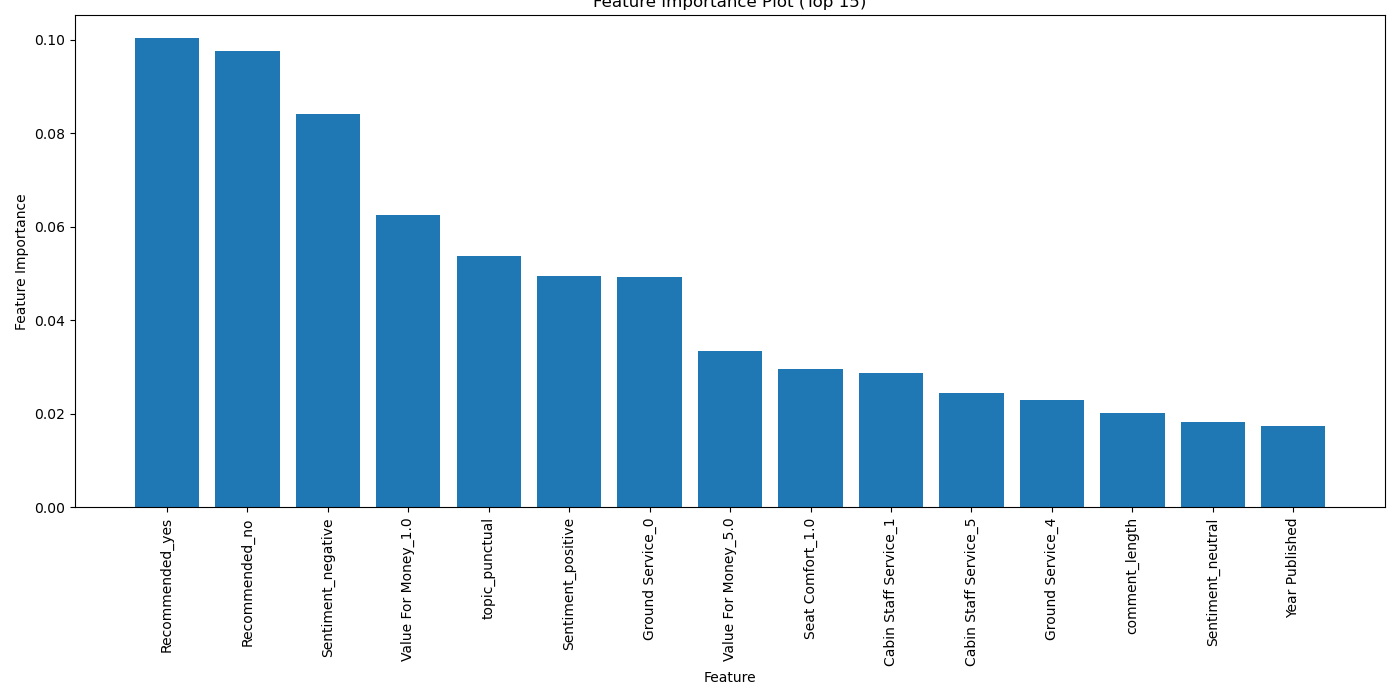 Feature Importance Plot (Top 15)
0.10
0.08
0.06
0.04
0.02
0.00
Feature Importance
Recommended_yes
Recommended_no
Sentiment_negative
Value For Money_1.0
topic_punctual
Sentiment_positive
Ground Service_0
Value For Money_5.0
Seat Comfort_1.0
Cabin Staff Service_1
Cabin Staff Service_5
Ground Service_4
comment_length
Sentiment_neutral
Year Published
Feature